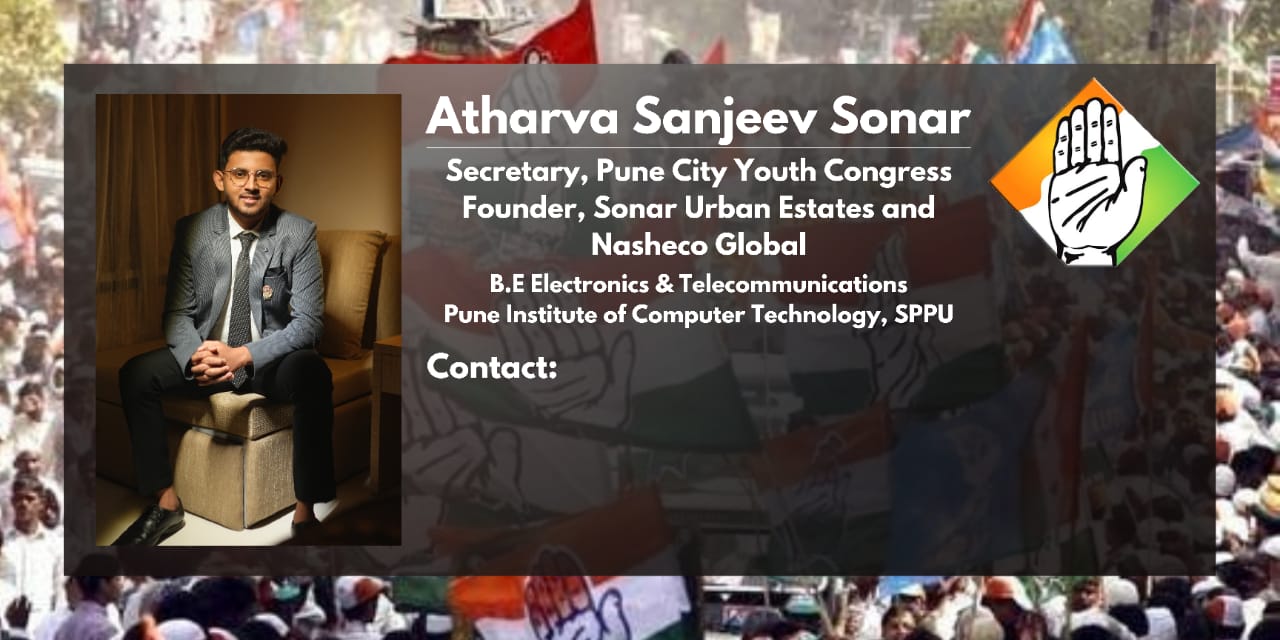 Atharva Sanjeev Sonar
Secretary, Pune City Youth Congress
Founder, Sonar Urban Estates and
Nasheco Global
B.E Electronics & Telecommunications
Pune Institute of Computer Technology, SPPU
Contact: